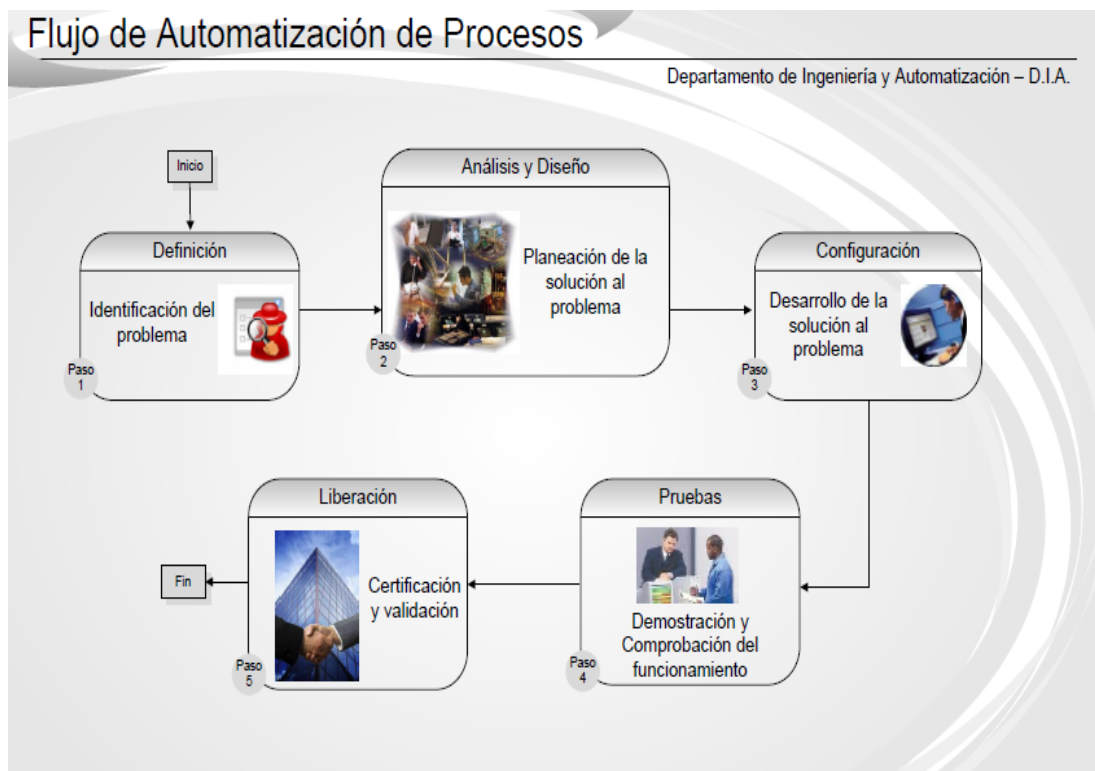 Flujo de Automatización de Procesos
Departamento de Ingeniería y Automatización – D.I.A.
Inicio
Definición
Identificación del
problema
Paso
1
Análisis y Diseño
Planeación de la
solución al
problema
Paso
2
Configuración
Desarrollo de la
solución al
problema
Paso
3
Pruebas
Demostración y
Comprobación del
funcionamiento
Paso
4
Liberación
Certificación
y validación
Paso
5
Fin